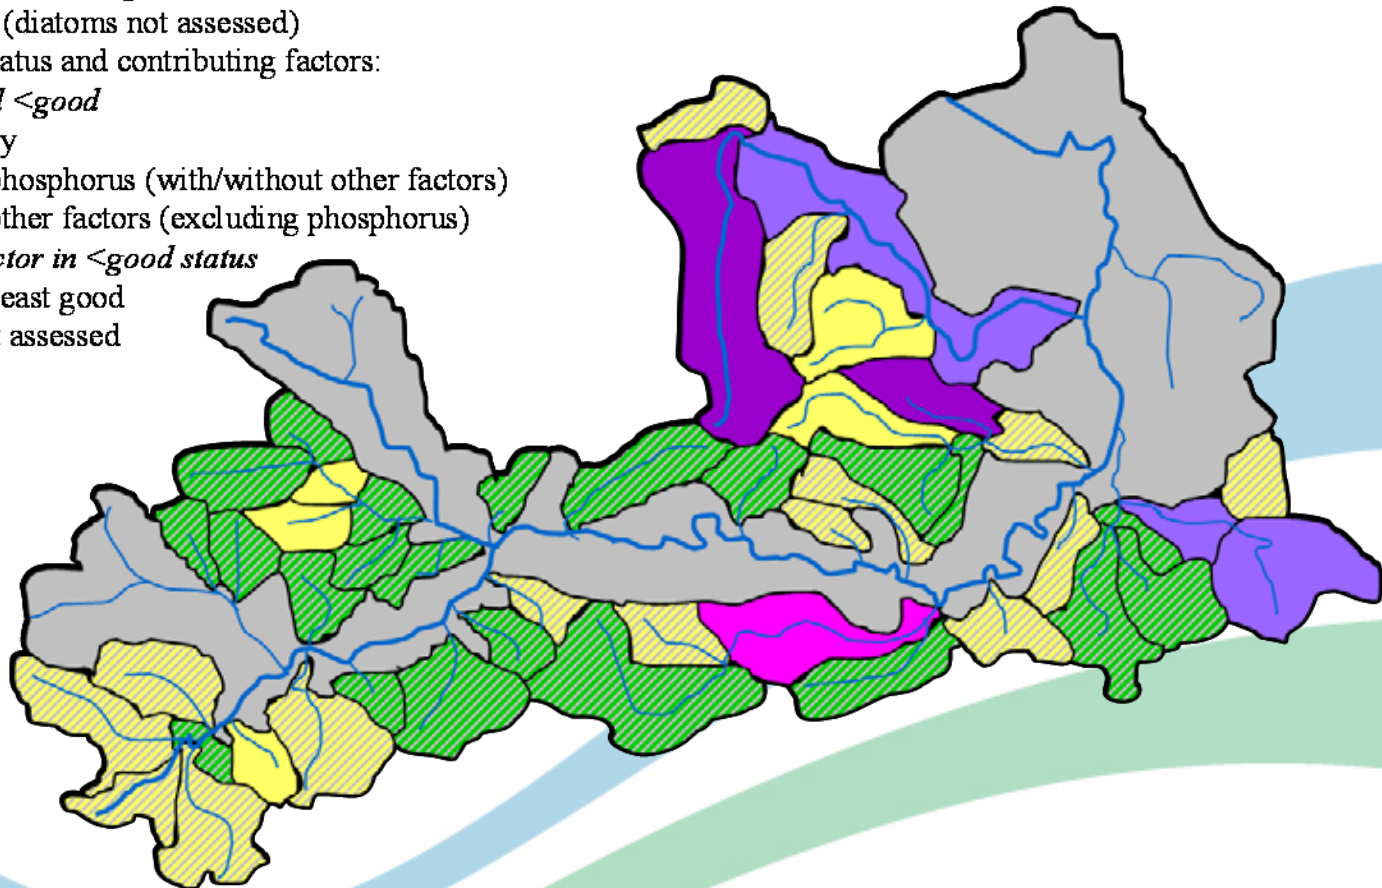 (diatoms not assessed)
atus and contributing factors:
<good
y
hosphorus (with/without other factors)
ther factors (excluding phosphorus)
ctor in <good status
east good
assessed